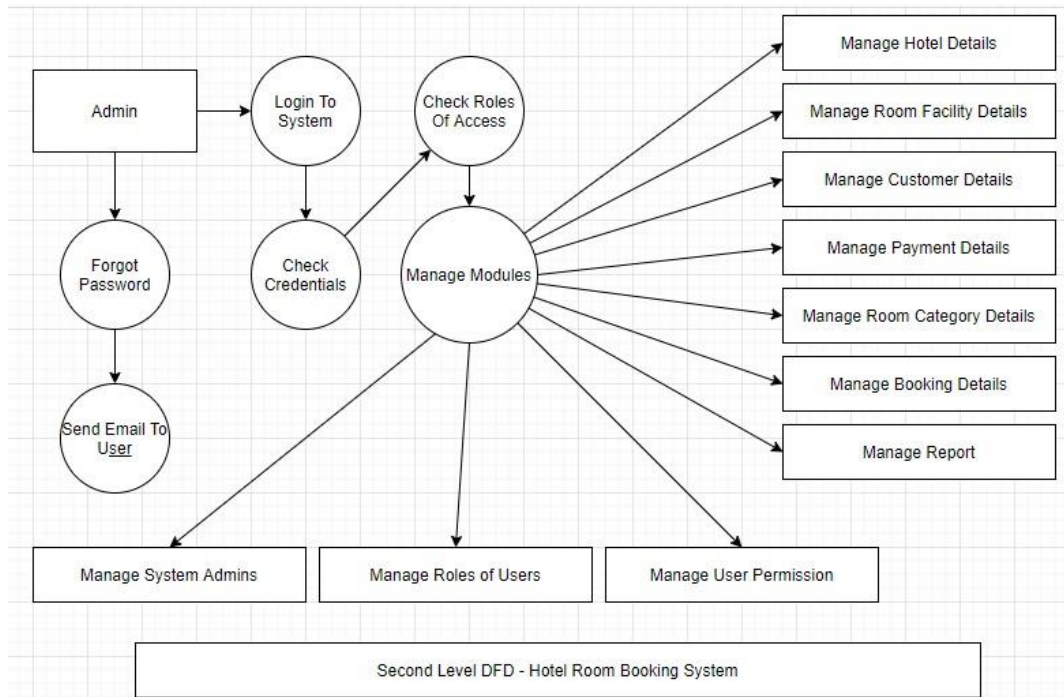 Admin
Login To
System
Check Roles
Of Access
Manage Hotel Details
Manage Room Facility Details
Manage Customer Details
Forgot
Password
Check
Credentials
Manage Modules
Manage Payment Details
Manage Room Category Details
Manage Booking Details
Send Email To
User
Manage Report
Manage System Admins
Manage Roles of Users
Manage User Permission
Second Level DFD - Hotel Room Booking System